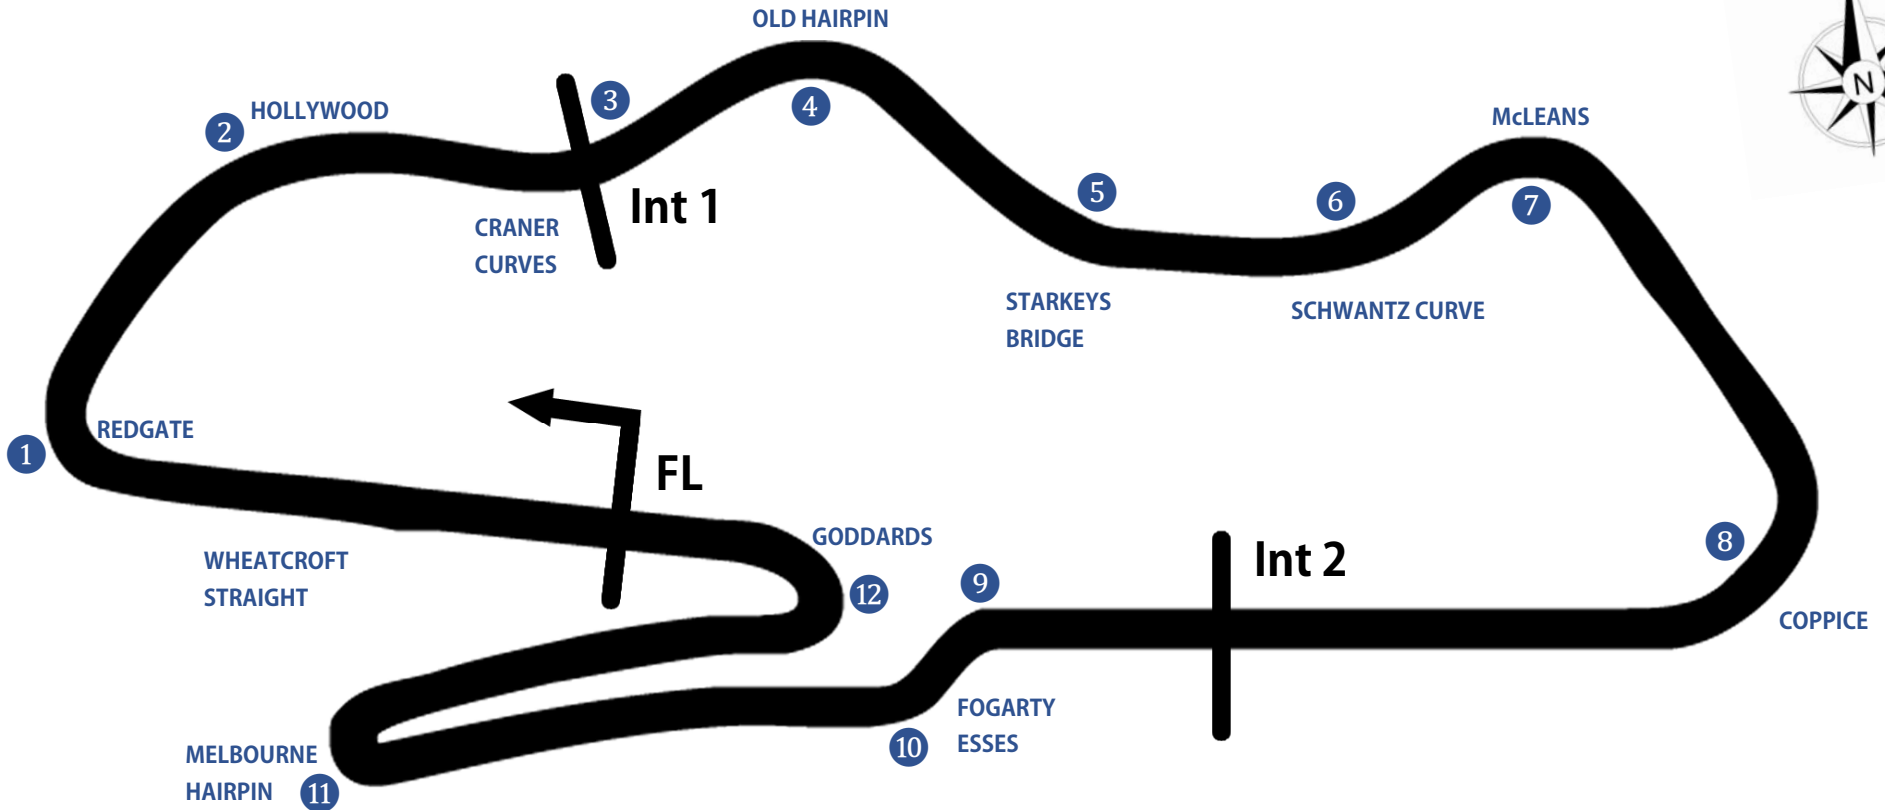 OLD HAIRPIN
3
HOLLYWOOD
2
4
McLEANS
N
5
6
7
Int 1
CRANER
CURVES
STARKEYS
BRIDGE
SCHWANTZ CURVE
REDGATE
1
FL
GODDARDS
8
Int 2
WHEATCROFT
STRAIGHT
12
9
COPPICE
FOGARTY
ESSES
10
MELBOURNE
HAIRPIN
11